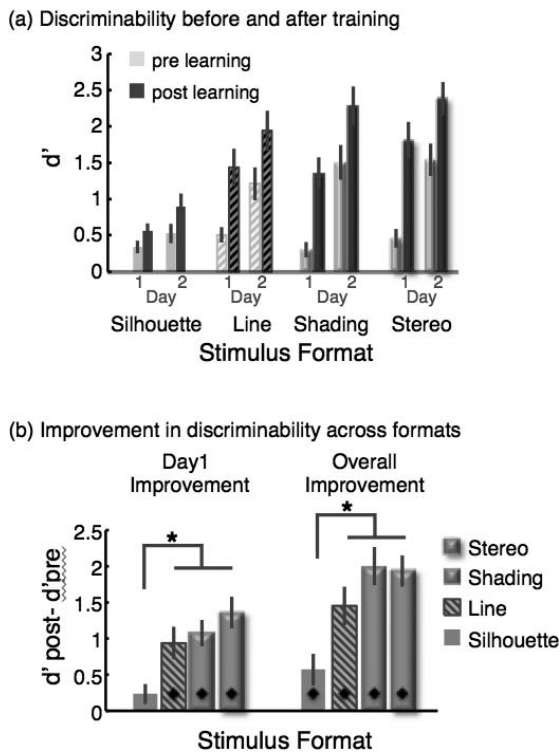 (a) Discriminability before and after training
3
pre learning
2.5
post learning
2
d'
1.5
1
0.5
0
1 2 1 2 1 2 1 2
Day Day Day Day
Silhouette Line Shading Stereo
Stimulus Format
(b) Improvement in discriminability across formats
Day1 Overall
Improvement Improvement
2.5
* *
2
Stereo
1.5
Shading
d' post- d'pre
1
Line
0.5
Silhouette
0
Stimulus Format